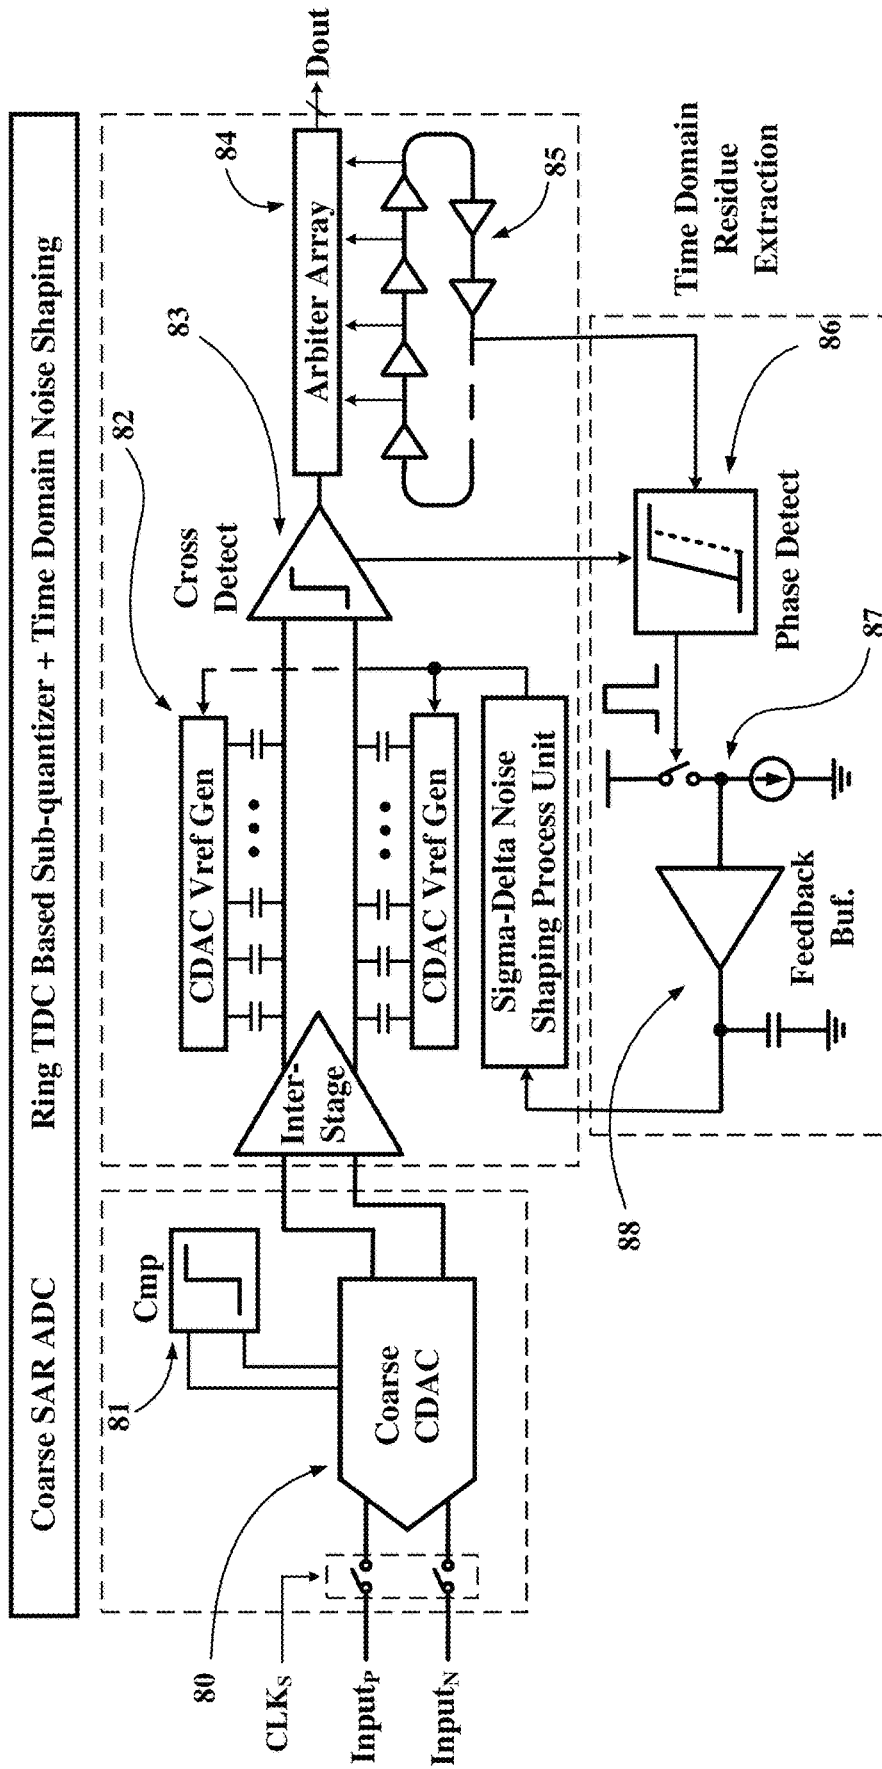 Coarse SAR ADC
Ring TDC Based Sub-quantizer + Time Domain Noise Shaping
80
CLKS
InputP
InputN
81
Cmp
Coarse
CDAC
Inter-
Stage
82
CDAC Vref Gen
CDAC Vref Gen
Sigma-Delta Noise
Shaping Process Unit
Cross
Detect
83
84
Arbiter Array
Dout
85
88
Feedback
Buf.
87
Phase Detect
86
Time Domain
Residue
Extraction